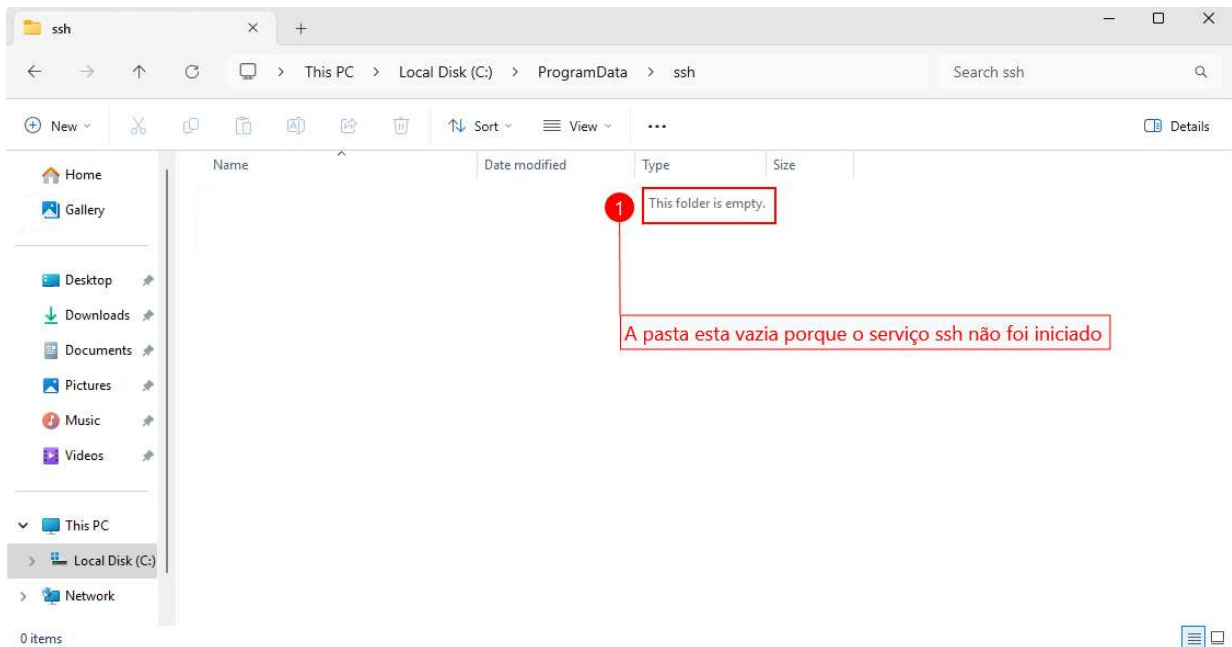 ssh
This PC > Local Disk (C:) > ProgramData > ssh
Search ssh
New
Sort
View
Details
Name
Date modified
Type
Size
Home
Gallery
This folder is empty.
1
Desktop
Downloads
A pasta esta vazia porque o serviço ssh não foi iniciado
Documents
Pictures
Music
Videos
This PC
Local Disk (C:)
Network
0 items